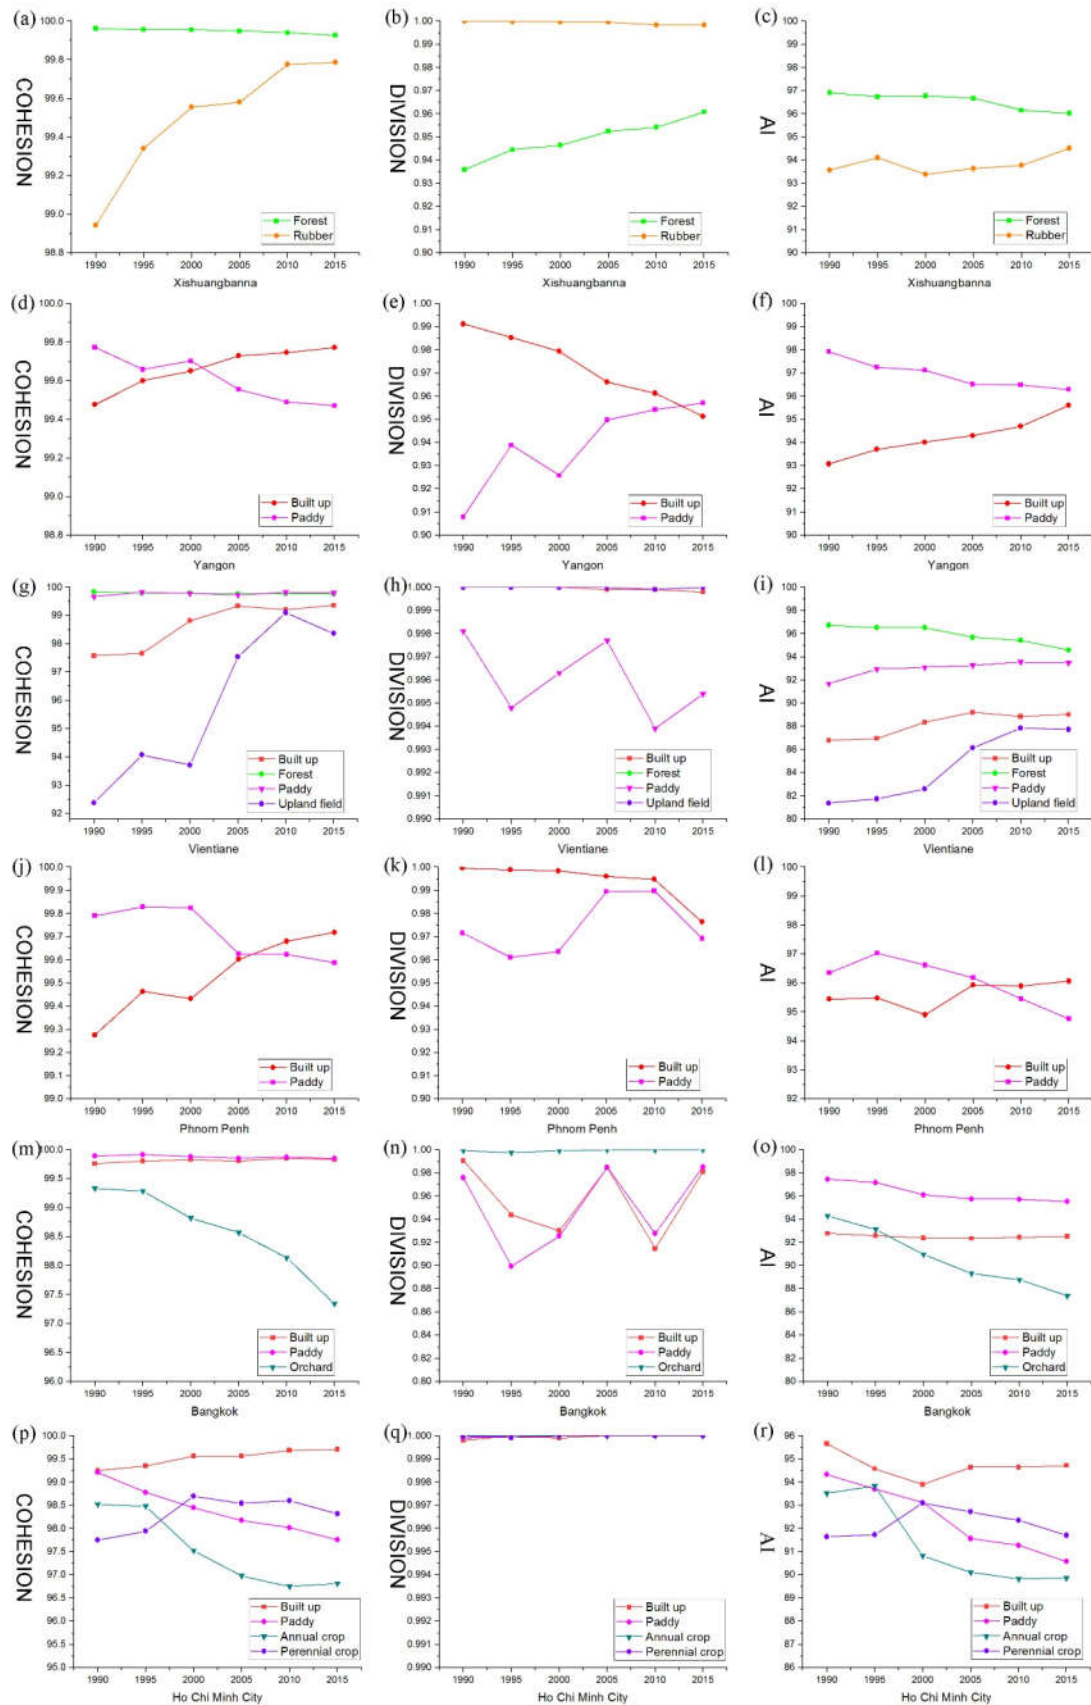 (a)
COHESION
100.0
99.8
99.6
99.4
99.2
99.0
98.8
Forest
Rubber
1990 1995 2000 2005 2010 2015
Xishuangbanna
(b)
DIVISION
1.00
0.99
0.98
0.97
0.96
0.95
0.94
0.93
0.92
0.91
0.90
Forest
Rubber
1990 1995 2000 2005 2010 2015
Xishuangbanna
(c)
AI
100
99
98
97
96
95
94
93
92
91
90
Forest
Rubber
1990 1995 2000 2005 2010 2015
Xishuangbanna
(d)
COHESION
100.0
99.8
99.6
99.4
99.2
99.0
98.8
Built up
Paddy
1990 1995 2000 2005 2010 2015
Yangon
(e)
DIVISION
1.00
0.99
0.98
0.97
0.96
0.95
0.94
0.93
0.92
0.91
0.90
Built up
Paddy
1990 1995 2000 2005 2010 2015
Yangon
(f)
AI
100
99
98
97
96
95
94
93
92
91
90
Built up
Paddy
1990 1995 2000 2005 2010 2015
Yangon
(g)
COHESION
100
99
98
97
96
95
94
93
92
Built up
Forest
Paddy
Upland field
1990 1995 2000 2005 2010 2015
Vientiane
(h)
DIVISION
1.000
0.999
0.998
0.997
0.996
0.995
0.994
0.993
0.992
0.991
0.990
Built up
Forest
Paddy
Upland field
1990 1995 2000 2005 2010 2015
Vientiane
(i)
AI
100
98
96
94
92
90
88
86
84
82
80
Built up
Forest
Paddy
Upland field
1990 1995 2000 2005 2010 2015
Vientiane
(j)
COHESION
100.0
99.9
99.8
99.7
99.6
99.5
99.4
99.3
99.2
99.1
99.0
Built up
Paddy
1990 1995 2000 2005 2010 2015
Phnom Penh
(k)
DIVISION
1.00
0.99
0.98
0.97
0.96
0.95
0.94
0.93
0.92
0.91
0.90
Built up
Paddy
1990 1995 2000 2005 2010 2015
Phnom Penh
(l)
AI
100
99
98
97
96
95
94
93
92
Built up
Paddy
1990 1995 2000 2005 2010 2015
Phnom Penh
(m)
COHESION
100.0
99.5
99.0
98.5
98.0
97.5
97.0
96.5
96.0
Built up
Paddy
Orchard
1990 1995 2000 2005 2010 2015
Bangkok
(n)
DIVISION
1.00
0.98
0.96
0.94
0.92
0.90
0.88
0.86
0.84
0.82
0.80
Built up
Paddy
Orchard
1990 1995 2000 2005 2010 2015
Bangkok
(o)
AI
100
98
96
94
92
90
88
86
84
82
80
Built up
Paddy
Orchard
1990 1995 2000 2005 2010 2015
Bangkok
(p)
COHESION
100.0
99.5
99.0
98.5
98.0
97.5
97.0
96.5
96.0
95.5
95.0
Built up
Paddy
Annual crop
Perennial crop
1990 1995 2000 2005 2010 2015
Ho Chi Minh City
(q)
DIVISION
1.000
0.999
0.998
0.997
0.996
0.995
0.994
0.993
0.992
0.991
0.990
Built up
Paddy
Annual crop
Perennial crop
1990 1995 2000 2005 2010 2015
Ho Chi Minh City
(r)
AI
96
95
94
93
92
91
90
89
88
87
86
Built up
Paddy
Annual crop
Perennial crop
1990 1995 2000 2005 2010 2015
Ho Chi Minh City